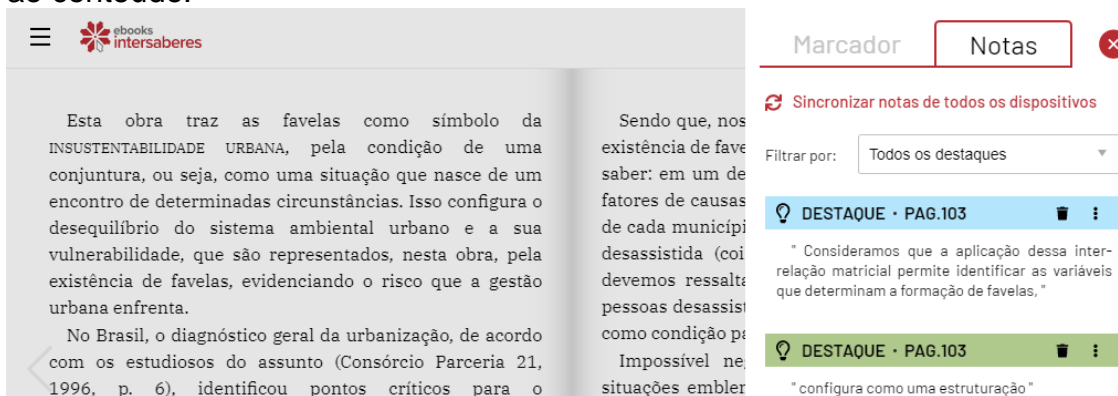 ao conteúdo.
ebooks
intersaberes
Esta obra traz as favelas como símbolo da
INSUSTENTABILIDADE URBANA, pela condição de uma
conjuntura, ou seja, como uma situação que nasce de um
encontro de determinadas circunstâncias. Isso configura o
desequilíbrio do sistema ambiental urbano e a sua
vulnerabilidade, que são representados, nesta obra, pela
existência de favelas, evidenciando o risco que a gestão
urbana enfrenta.
No Brasil, o diagnóstico geral da urbanização, de acordo
com os estudiosos do assunto (Consórcio Parceria 21,
1996, p. 6), identificou pontos críticos para o
Sendo que, nos
existência de fave
saber: em um de
fatores de causas
de cada municípi
desassistida (coi
devemos ressalta
pessoas desassist
como condição pa
Impossível ne
situações emblem
Marcador
Notas
Sincronizar notas de todos os dispositivos
Filtrar por:
Todos os destaques
DESTAQUE · PAG.103
" Consideramos que a aplicação dessa inter-
relação matricial permite identificar as variáveis
que determinam a formação de favelas, "
DESTAQUE · PAG.103
" configura como uma estruturação "